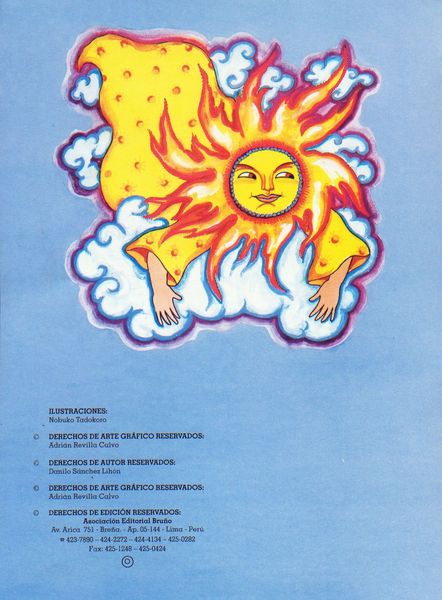 ILUSTRACIONES:
Nobuko Tadokoro
© DERECHOS DE ARTE GRÁFICO RESERVADOS:
Adrián Revilla Calvo
© DERECHOS DE AUTOR RESERVADOS:
Danilo Sánchez Lihón
© DERECHOS DE ARTE GRÁFICO RESERVADOS:
Adrián Revilla Calvo
© DERECHOS DE EDICIÓN RESERVADOS:
Asociación Editorial Bruño
Av. Arica 751 - Breña. - Ap. 05-144 - Lima - Perú
☎ 423-7890 – 424-2272 – 424-4134 – 425-0282
Fax: 425-1248 – 425-0424